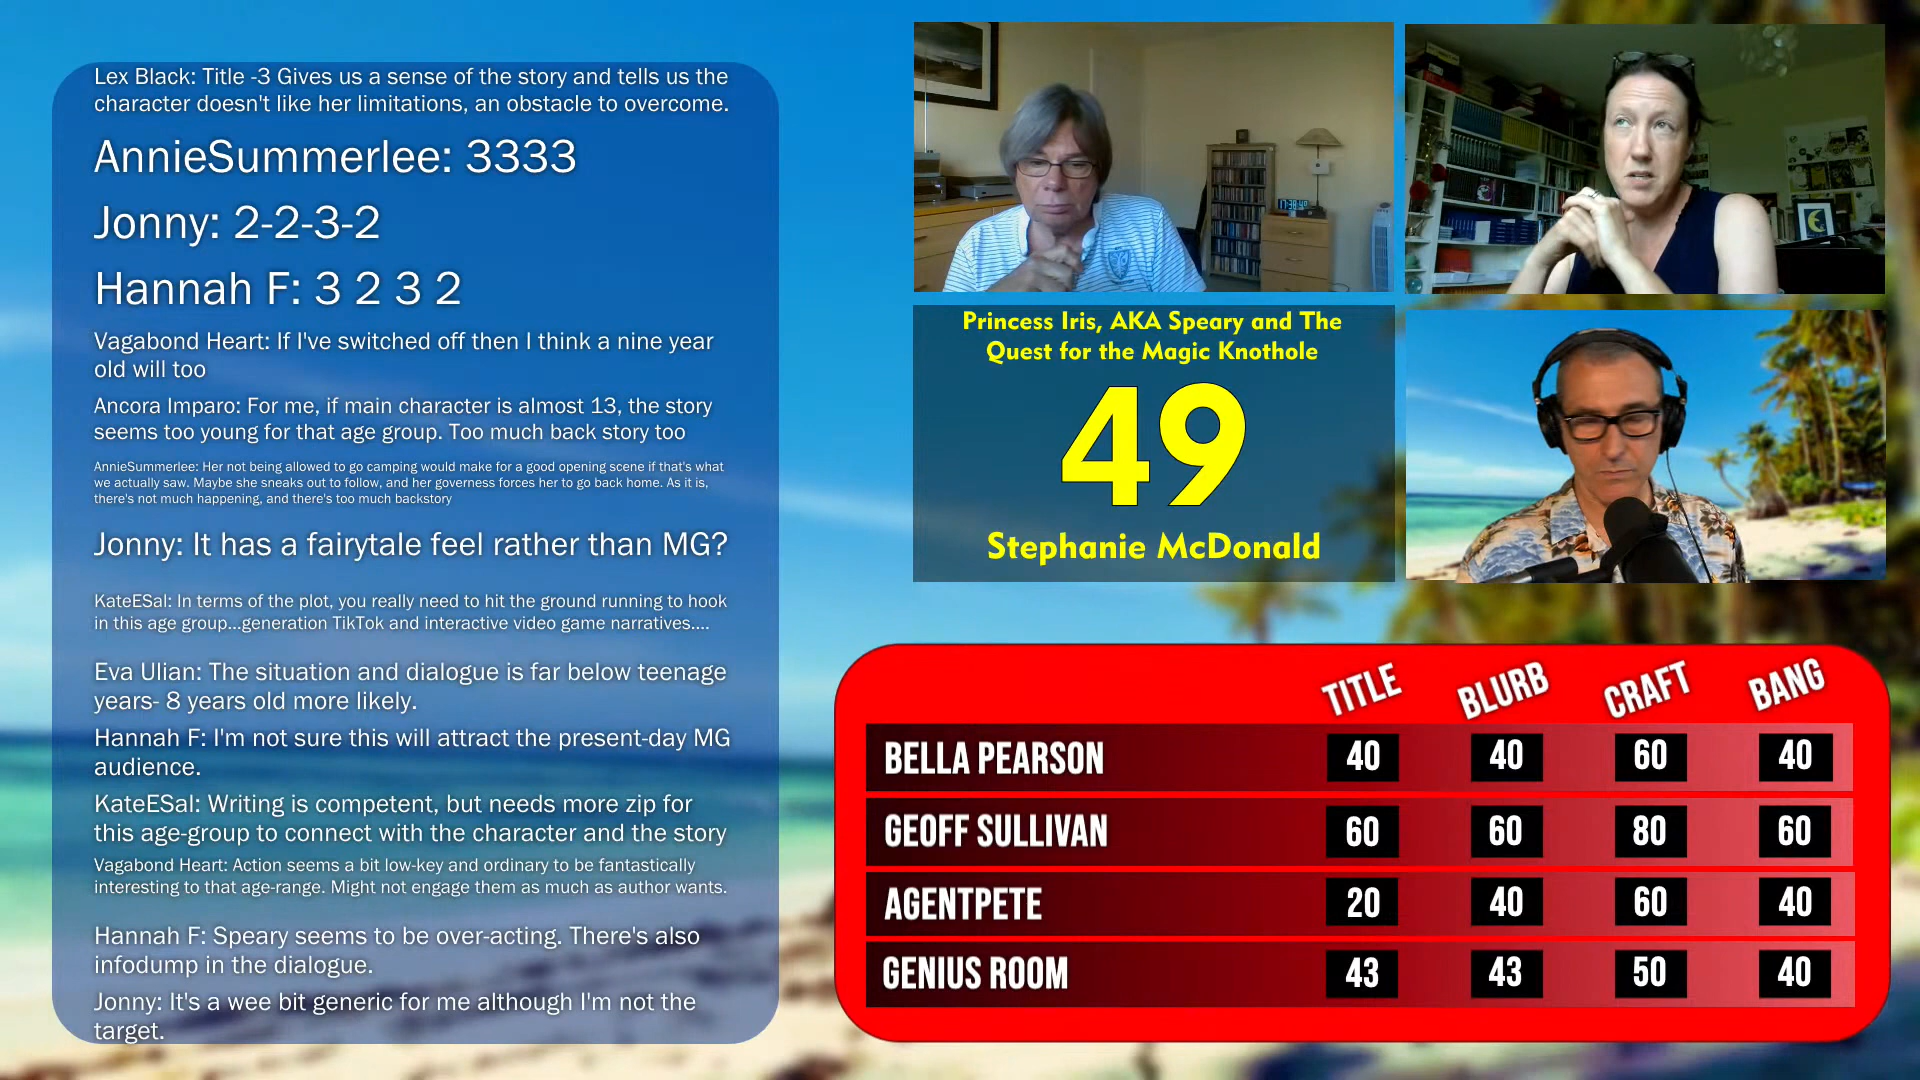 Lex Black: Title -3 Gives us a sense of the story and tells us the
character doesn't like her limitations, an obstacle to overcome.
AnnieSummerlee: 3333
Jonny: 2-2-3-2
Hannah F: 3 2 3 2
Vagabond Heart: If I've switched off then I think a nine year
old will too
Ancora Imparo: For me, if main character is almost 13, the story
seems too young for that age group. Too much back story too
AnnieSummerlee: Her not being allowed to go camping would make for a good opening scene if that's what
we actually saw. Maybe she sneaks out to follow, and her governess forces her to go back home. As it is,
there's not much happening, and there's too much backstory
Jonny: It has a fairytale feel rather than MG?
KateESal: In terms of the plot, you really need to hit the ground running to hook
in this age group...generation TikTok and interactive video game narratives....
Eva Ulian: The situation and dialogue is far below teenage
years- 8 years old more likely.
Hannah F: I'm not sure this will attract the present-day MG
audience.
KateESal: Writing is competent, but needs more zip for
this age-group to connect with the character and the story
Vagabond Heart: Action seems a bit low-key and ordinary to be fantastically
interesting to that age-range. Might not engage them as much as author wants.
Hannah F: Speary seems to be over-acting. There's also
infodump in the dialogue.
Jonny: It's a wee bit generic for me although I'm not the
target.
Princess Iris, AKA Speary and The
Quest for the Magic Knothole
49
Stephanie McDonald
TITLE BLURB CRAFT BANG
BELLA PEARSON 40 40 60 40
GEOFF SULLIVAN 60 60 80 60
AGENTPETE 20 40 60 40
GENIUS ROOM 43 43 50 40